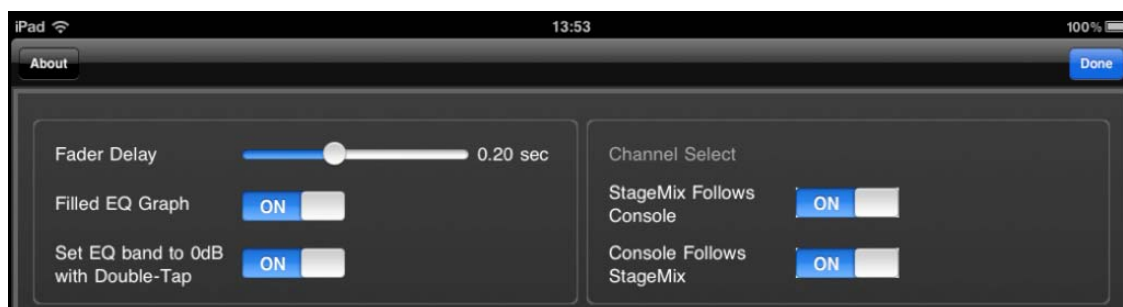 iPad 13:53 100%
About Done
Fader Delay 0.20 sec
Filled EQ Graph ON
Set EQ band to 0dB
with Double-Tap ON
Channel Select
StageMix Follows
Console ON
Console Follows
StageMix ON